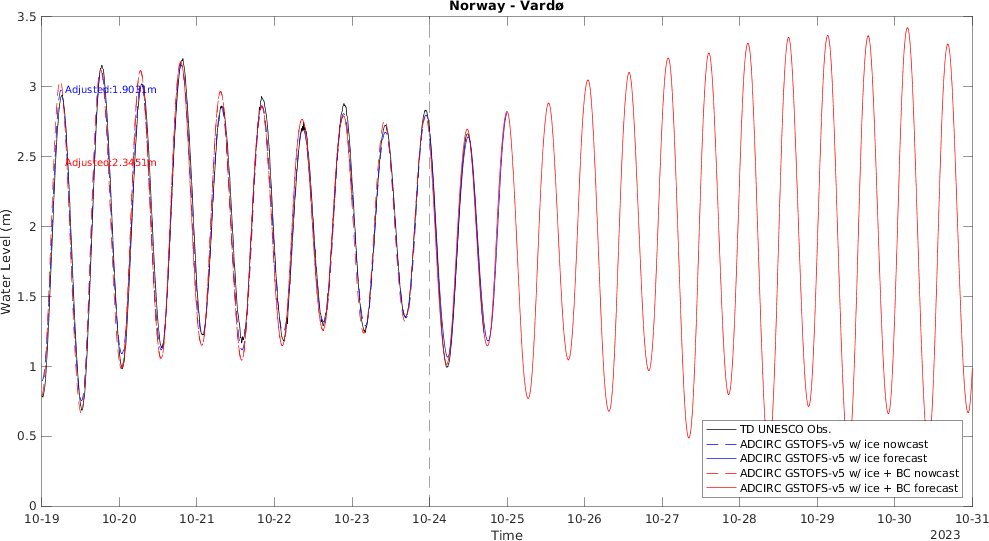 Norway - Vardø
3.5
3
2.5
2
1.5
1
0.5
0
Water Level (m)
Adjusted:1.9031m
Adjusted:2.3451m
TD UNESCO Obs.
ADCIRC GSTOFS-v5 w/ ice nowcast
ADCIRC GSTOFS-v5 w/ ice forecast
ADCIRC GSTOFS-v5 w/ ice + BC nowcast
ADCIRC GSTOFS-v5 w/ ice + BC forecast
10-19 10-20 10-21 10-22 10-23 10-24 10-25 10-26 10-27 10-28 10-29 10-30 10-31
Time
2023